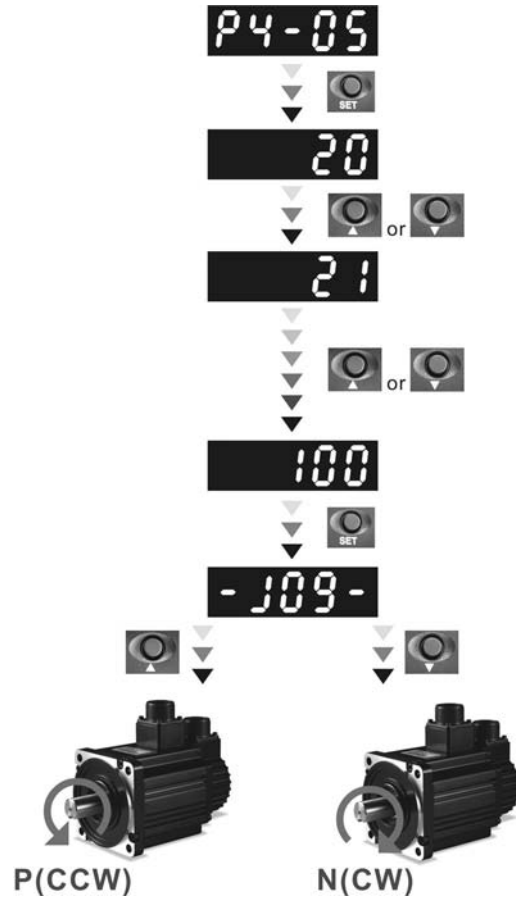 P4-05
SET
20
or
21
or
100
SET
-JOG-
P(CCW)
N(CW)